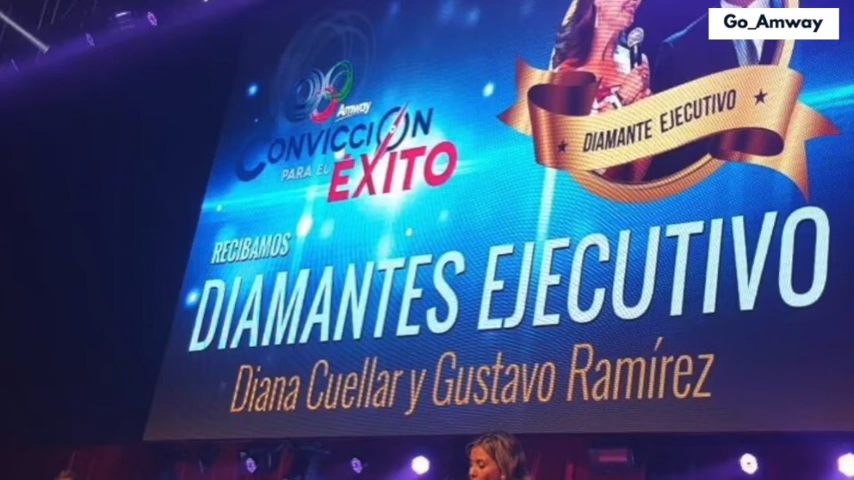 Go_Amway
Amway
CONVICCIÓN
PARA EL
ÉXITO
DIAMANTE EJECUTIVO
RECIBAMOS
DIAMANTES EJECUTIVO
Diana Cuellar y Gustavo Ramírez